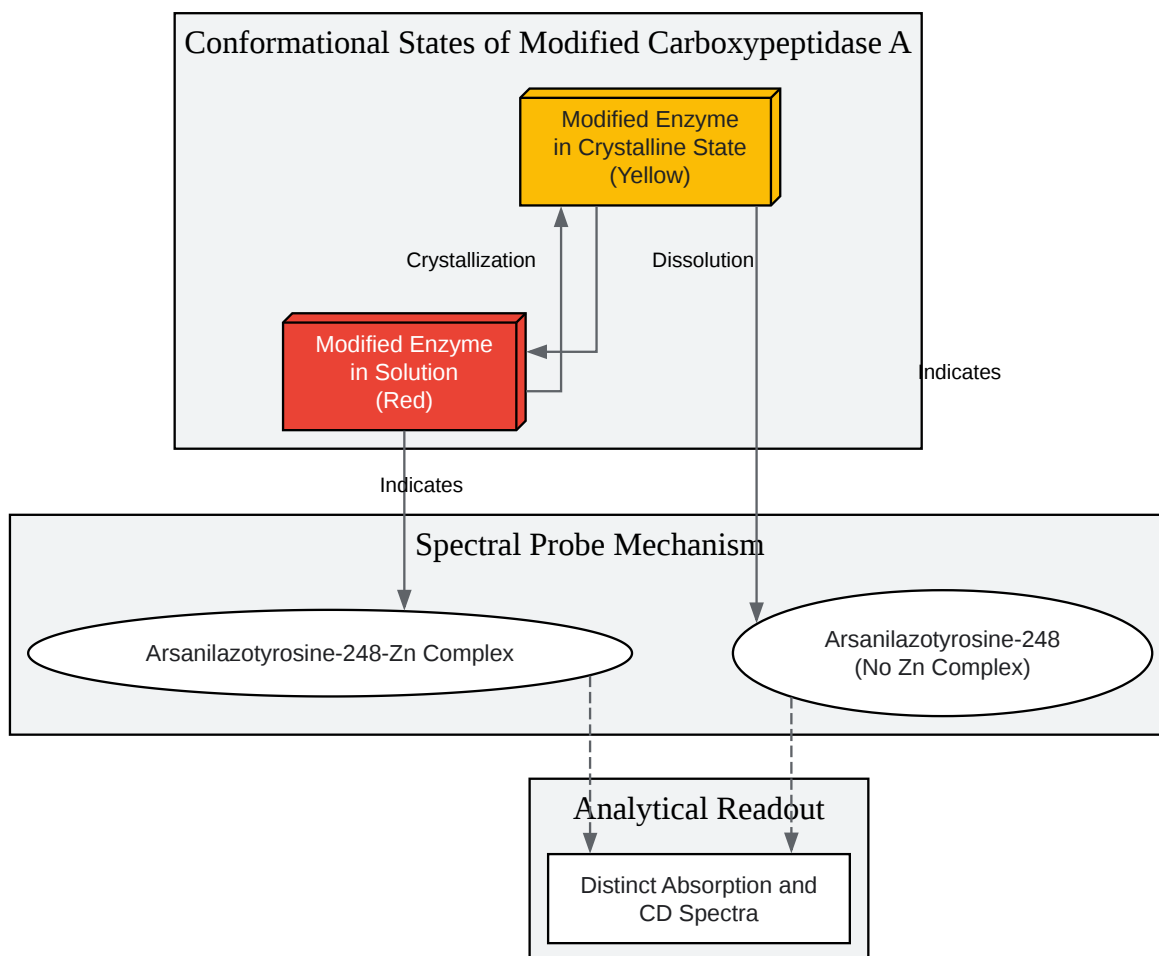 Conformational States of Modified Carboxypeptidase A
Modified Enzyme
in Crystalline State
(Yellow)
Crystallization
Dissolution
Modified Enzyme
in Solution
(Red)
Indicates
Indicates
Spectral Probe Mechanism
Arsanilazotyrosine-248-Zn Complex
Arsanilazotyrosine-248
(No Zn Complex)
Analytical Readout
Distinct Absorption and
CD Spectra